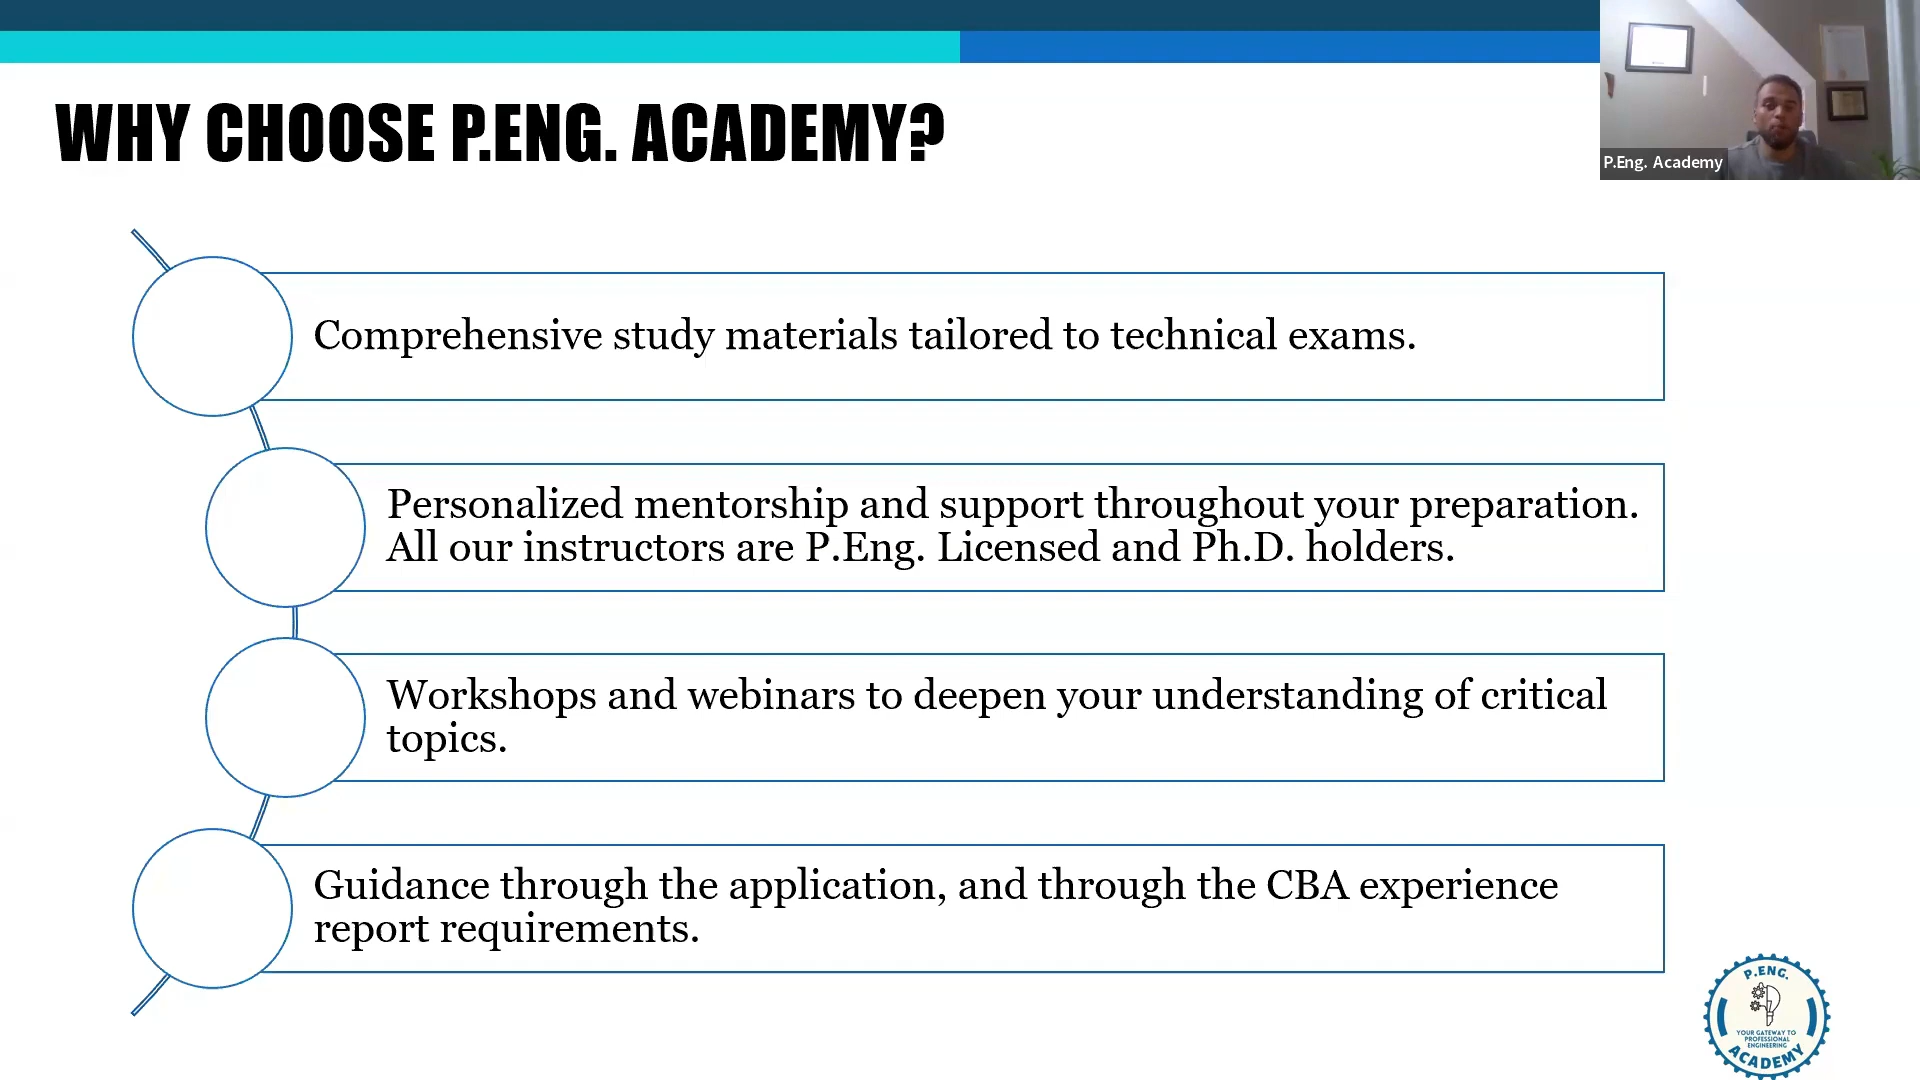 WHY CHOOSE P.ENG. ACADEMY?
P.Eng. Academy
Comprehensive study materials tailored to technical exams.
Personalized mentorship and support throughout your preparation.
All our instructors are P.Eng. Licensed and Ph.D. holders.
Workshops and webinars to deepen your understanding of critical
topics.
Guidance through the application, and through the CBA experience
report requirements.
P.ENG.
YOUR GATEWAY TO
PROFESSIONAL
ENGINEERING
ACADEMY